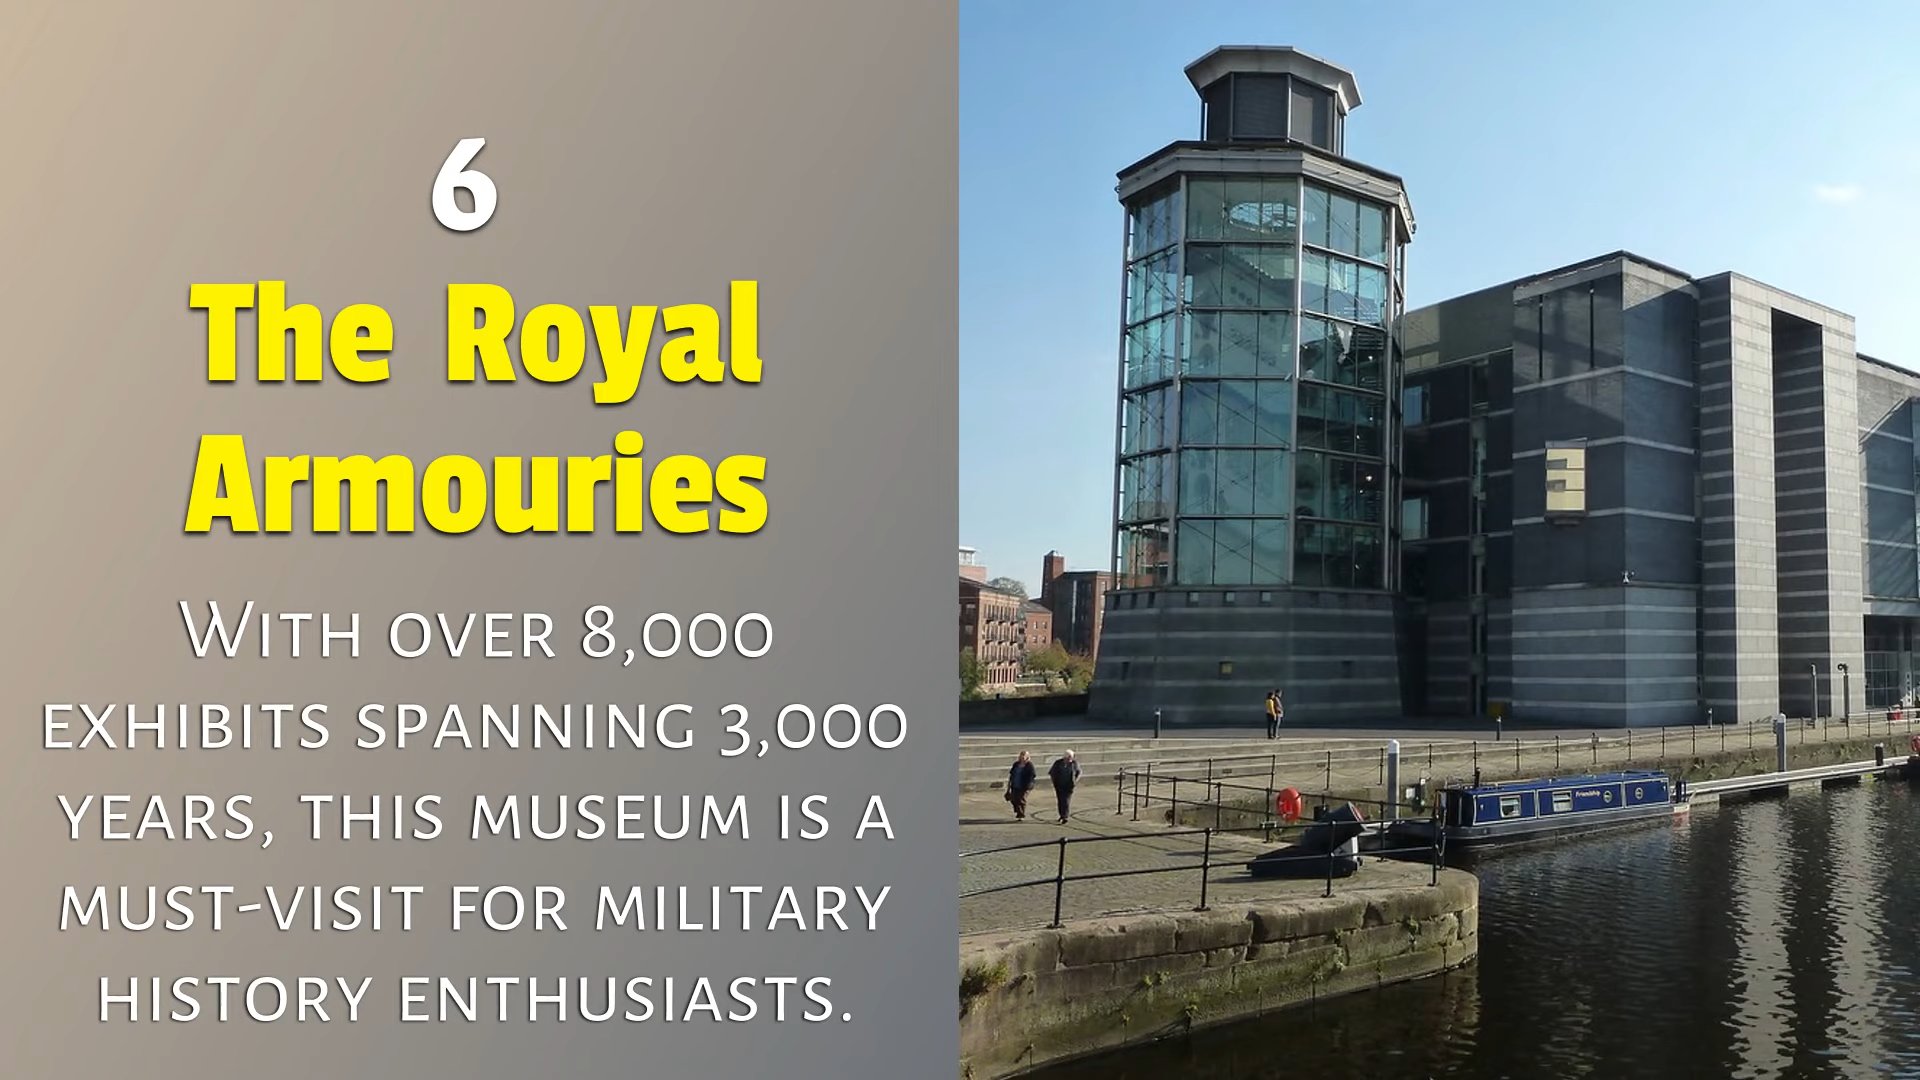 6
The Royal
Armouries
With over 8,000
exhibits spanning 3,000
years, this museum is a
must-visit for military
history enthusiasts.
Friendship